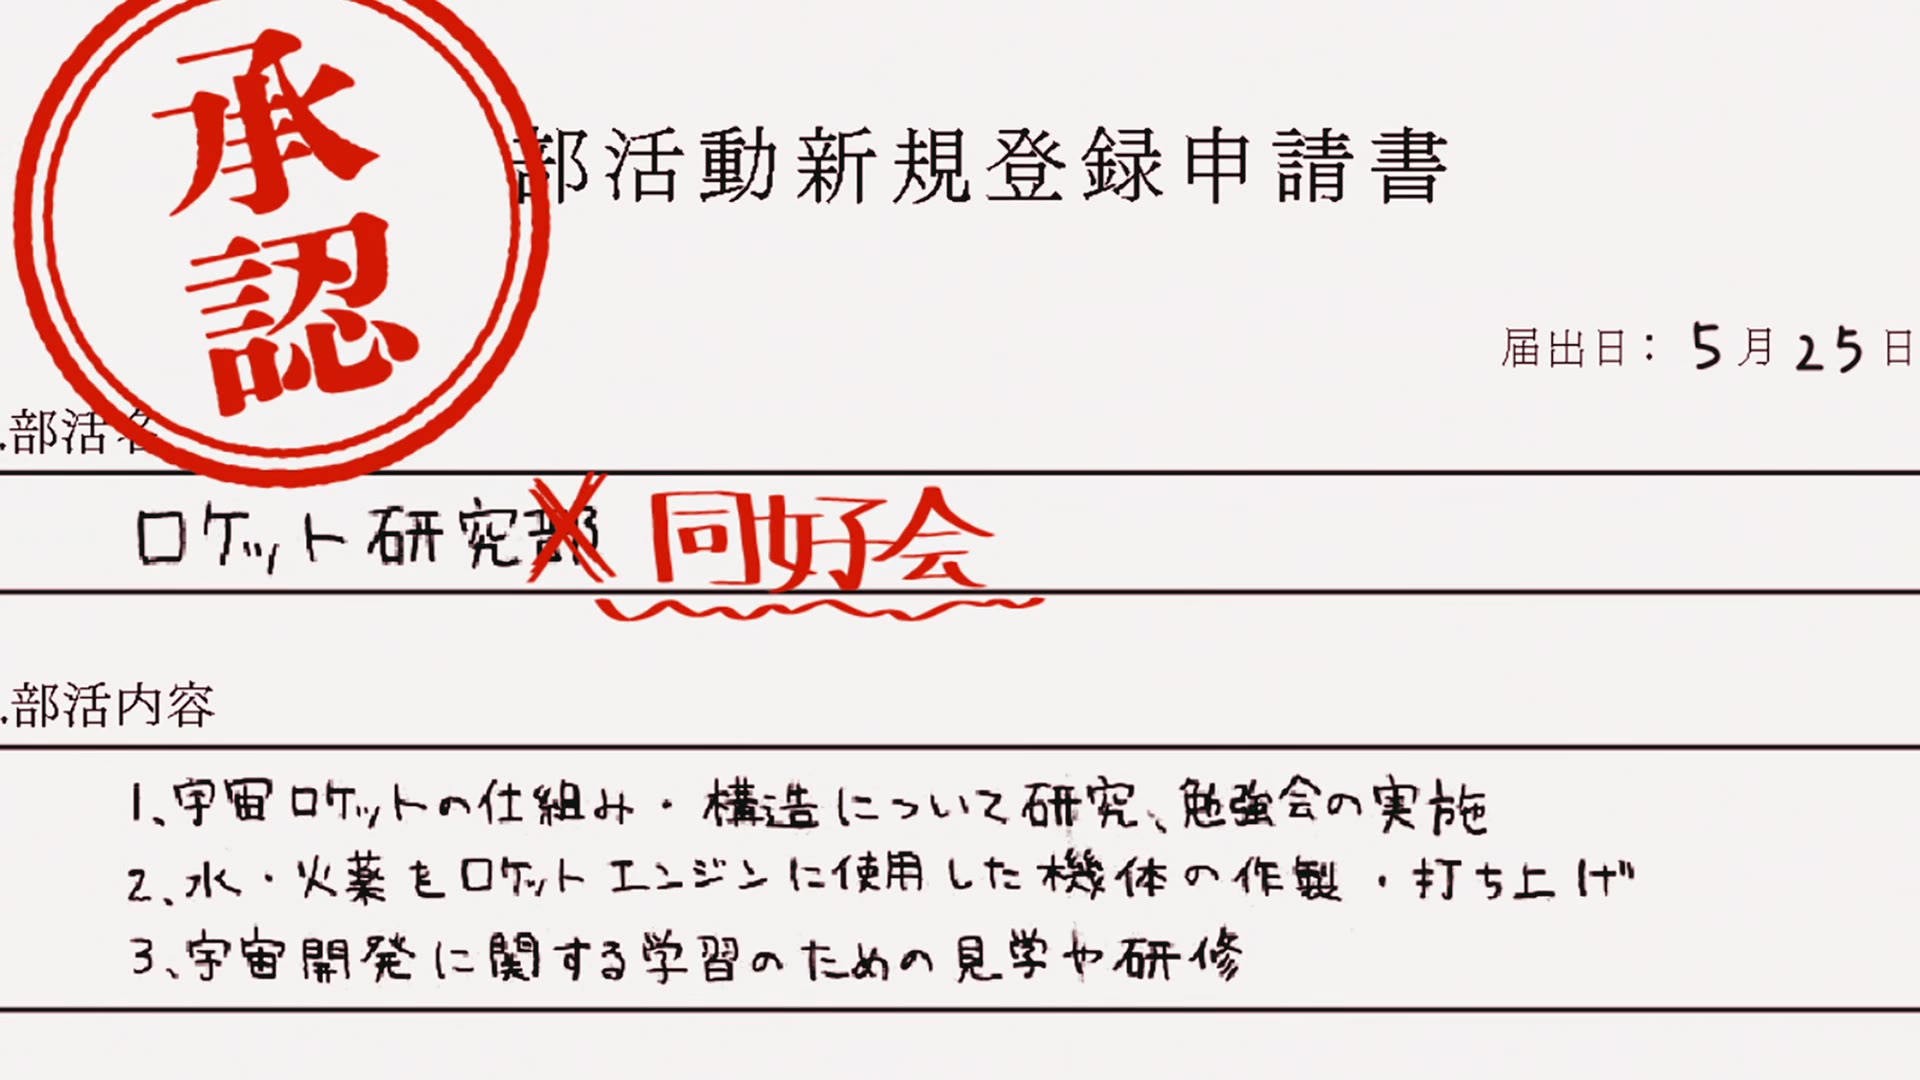 承認
部活動新規登録申請書
届出日：5月25日
.部活名
ロケット研究部 同好会
.部活内容
1、宇宙ロケットの仕組み・構造について研究、勉強会の実施
2、水・火薬をロケットエンジンに使用した機体の作製・打ち上げ
3、宇宙開発に関する学習のための見学や研修